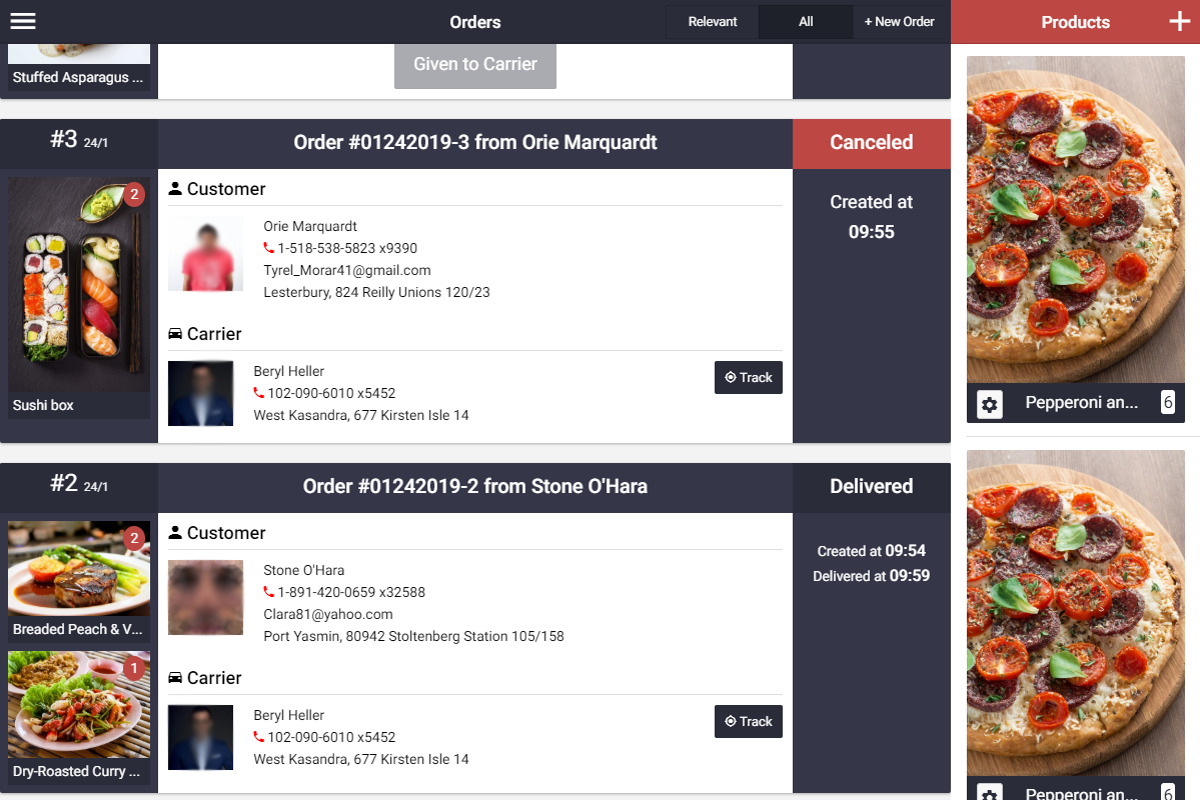 Orders
Relevant
All
+ New Order
Products
Stuffed Asparagus ...
Given to Carrier
#3 24/1
Order #01242019-3 from Orie Marquardt
Canceled
2
Sushi box
Customer
Orie Marquardt
1-518-538-5823 x9390
Tyrel_Morar41@gmail.com
Lesterbury, 824 Reilly Unions 120/23
Carrier
Beryl Heller
102-090-6010 x5452
West Kasandra, 677 Kirsten Isle 14
Track
Created at
09:55
#2 24/1
Order #01242019-2 from Stone O'Hara
Delivered
2
Breaded Peach & V...
1
Dry-Roasted Curry ...
Customer
Stone O'Hara
1-891-420-0659 x32588
Clara81@yahoo.com
Port Yasmin, 80942 Stoltenberg Station 105/158
Carrier
Beryl Heller
102-090-6010 x5452
West Kasandra, 677 Kirsten Isle 14
Track
Created at 09:54
Delivered at 09:59
Pepperoni an...
6
Pepperoni an...
6